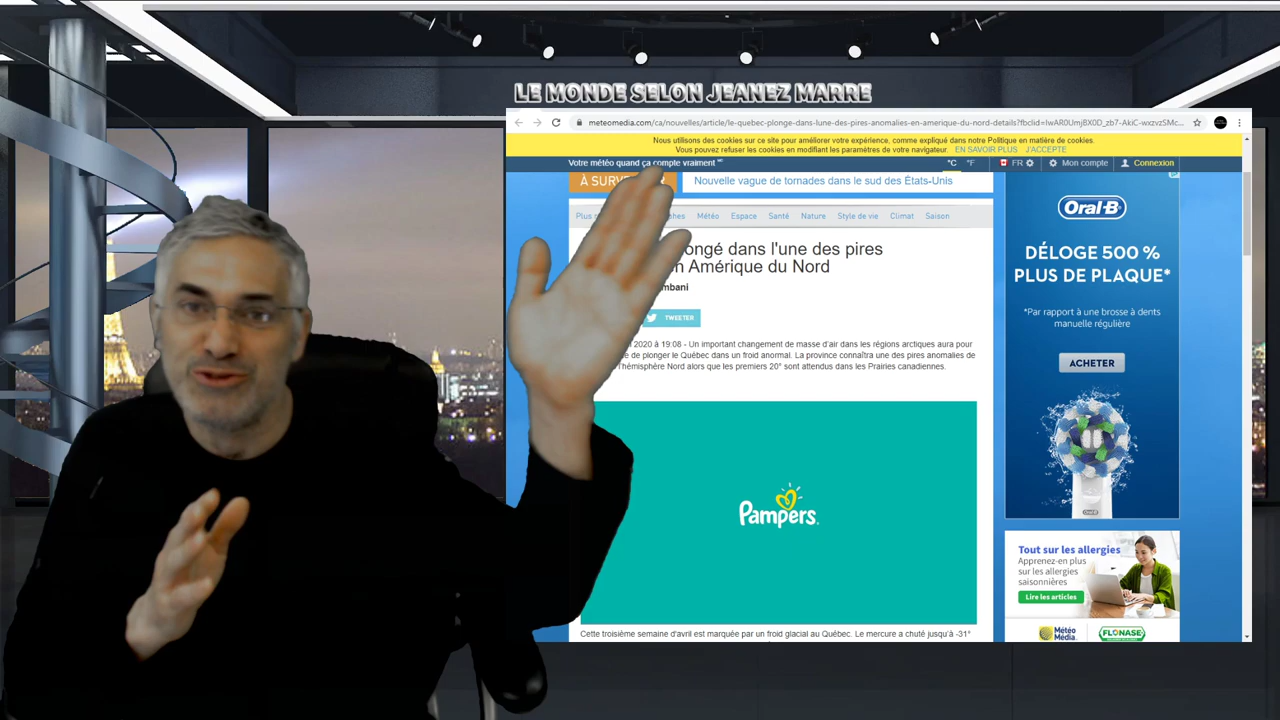 LE MONDE SELON JEANEZ MARRE
meteomedia.com/ca/nouvelles/article/le-quebec-plonge-dans-lune-des-pires-anomalies-en-amerique-du-nord-details?fbclid=
Nous utilisons des cookies sur ce site pour améliorer votre expérience, comme expliqué dans notre Politique en matière de cookies.
Vous pouvez refuser les cookies en modifiant les paramètres de votre navigateur. EN SAVOIR PLUS J'ACCEPTE
Votre météo quand ça compte vraiment MC
°C °F FR Mon compte Connexion
À SURV
Nouvelle vague de tornades dans le sud des États-Unis
Plus Météo Espace Santé Nature Style de vie Climat Saison
ongé dans l'une des pires
n Amérique du Nord
mbani
TWEETER
2020 à 19:08 - Un important changement de masse d'air dans les régions arctiques aura pour
de plonger le Québec dans un froid anormal. La province connaîtra une des pires anomalies de
l'hémisphère Nord alors que les premiers 20° sont attendus dans les Prairies canadiennes.
Pampers
Cette troisième semaine d'avril est marquée par un froid glacial au Québec. Le mercure a chuté jusqu'à -31°
Oral-B
DÉLOGE 500 %
PLUS DE PLAQUE*
*Par rapport à une brosse à dents
manuelle régulière
ACHETER
Oral-B
Tout sur les allergies
Apprenez-en plus
sur les allergies
saisonnières
Lire les articles
Météo
Média
FLONASE